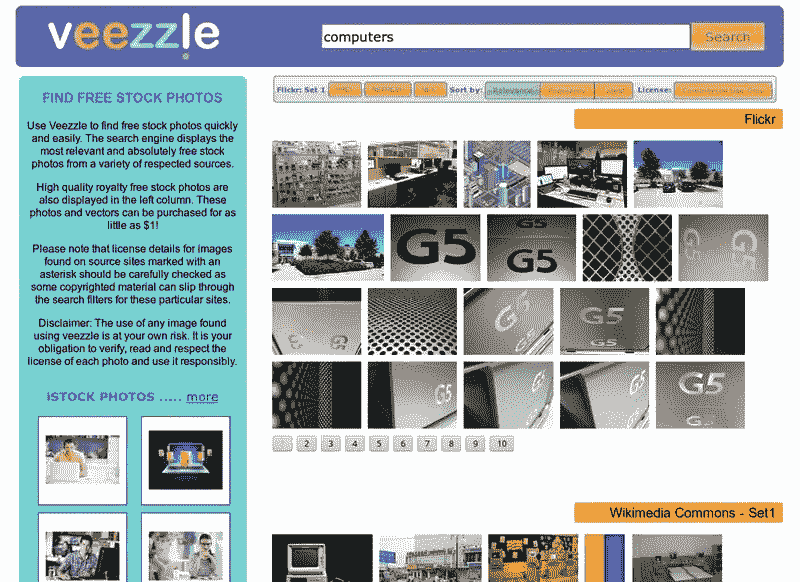 veezzle
computers
Search
FIND FREE STOCK PHOTOS
Use Veezzle to find free stock photos quickly
and easily. The search engine displays the
most relevant and absolutely free stock
photos from a variety of respected sources.
High quality royalty free stock photos are
also displayed in the left column. These
photos and vectors can be purchased for as
little as $1!
Please note that license details for images
found on source sites marked with an
asterisk should be carefully checked as
some copyrighted material can slip through
the search filters for these particular sites.
Disclaimer: The use of any image found
using veezzle is at your own risk. It is your
obligation to verify, read and respect the
license of each photo and use it responsibly.
ISTOCK PHOTOS ..... more
Flickr: Set 1 Sort by: Relevance License:
Flickr
G5
G5
G5
G5
G5
G5
G5
G5
G5
G5
G5
2 3 4 5 6 7 8 9 10
Wikimedia Commons - Set1